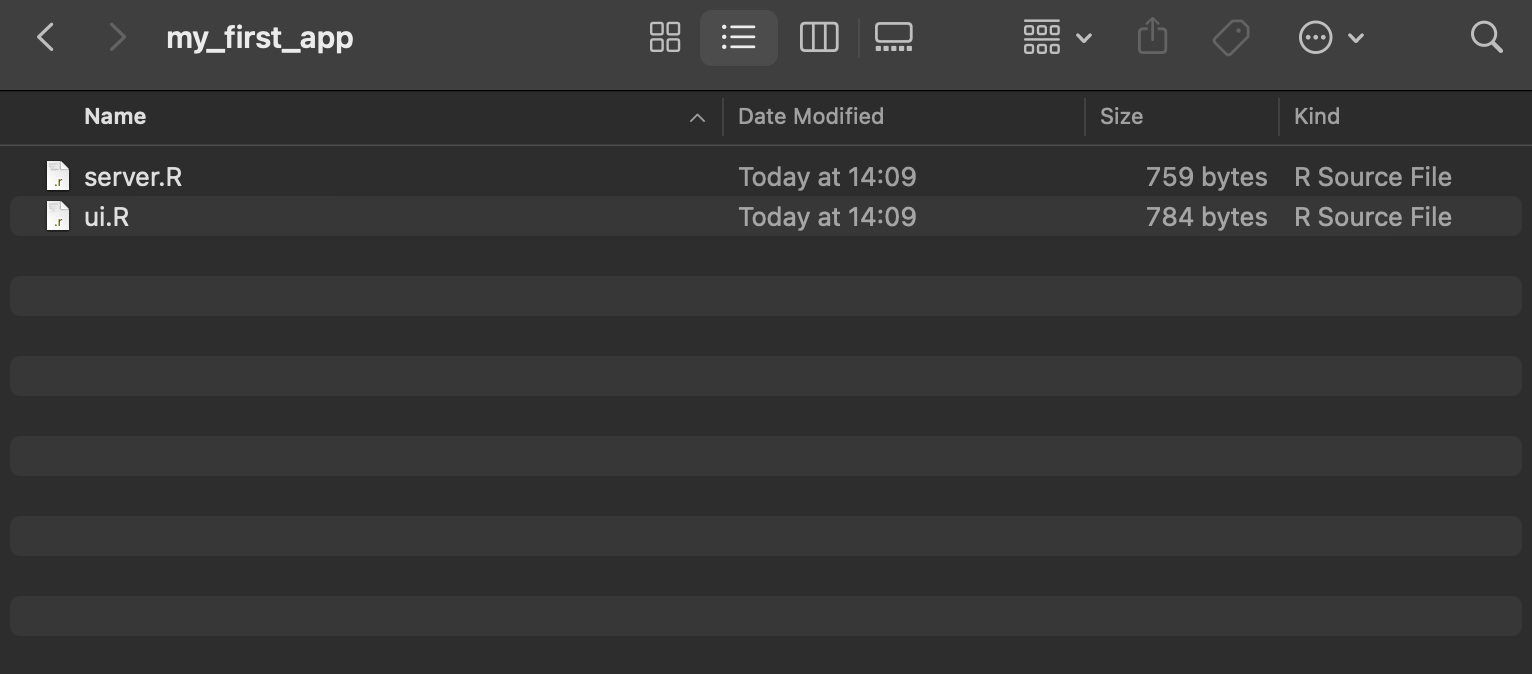 my_first_app
Name Date Modified Size Kind
.r server.R Today at 14:09 759 bytes R Source File
.r ui.R Today at 14:09 784 bytes R Source File